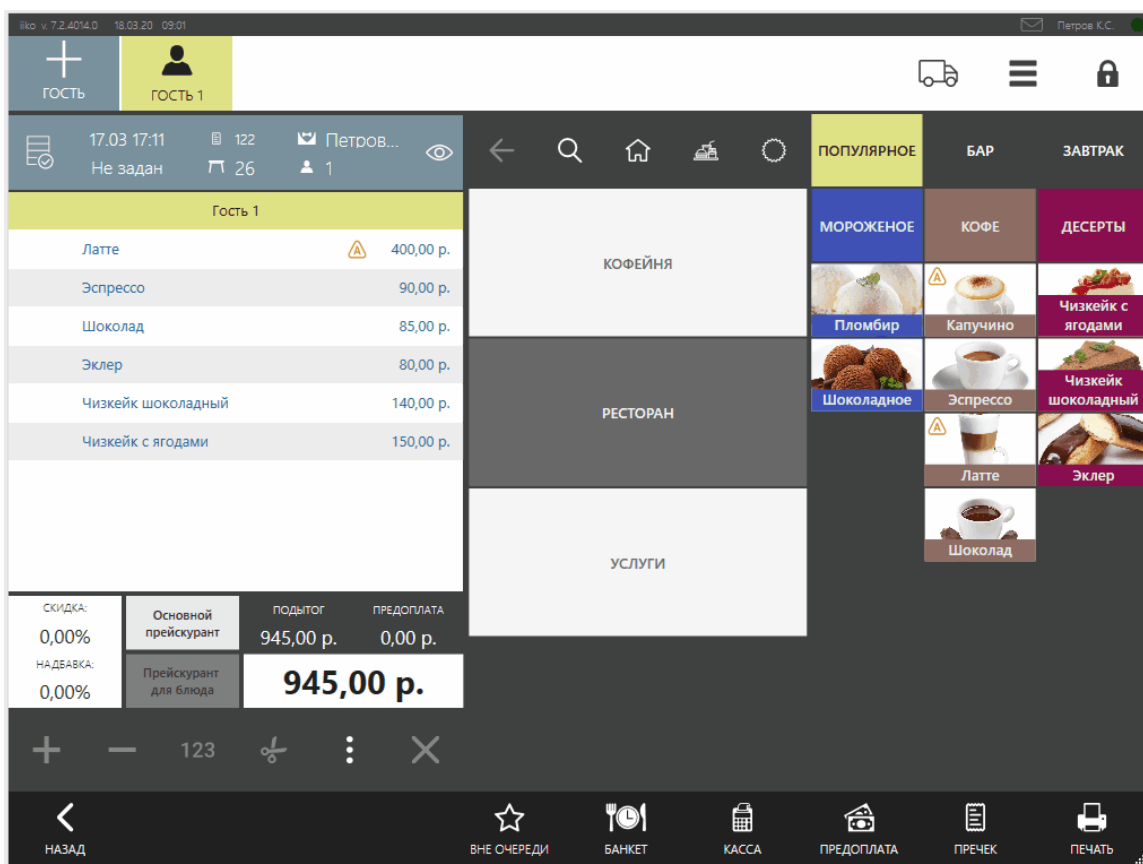 iiko v. 7.2.4014.0 18.03.20 09:01 Петров К.С.
ГОСТЬ ГОСТЬ 1
17.03 17:11 122 Петров...
Не задан 26 1
ПОПУЛЯРНОЕ БАР ЗАВТРАК
Гость 1
МОРОЖЕНОЕ КОФЕ ДЕСЕРТЫ
Латте 400,00 р.
Эспрессо 90,00 р.
Шоколад 85,00 р.
Эклер 80,00 р.
Чизкейк шоколадный 140,00 р.
Чизкейк с ягодами 150,00 р.
КОФЕЙНЯ
РЕСТОРАН
УСЛУГИ
Пломбир Капучино Чизкейк с
ягодами
Шоколадное Эспрессо Чизкейк
шоколадный
Латте Эклер
Шоколад
СКИДКА:
0,00%
НАДБАВКА:
0,00%
Основной
прейскурант
Прейскурант
для блюда
ПОДЫТОГ ПРЕДОПЛАТА
945,00 р. 0,00 р.
945,00 р.
123
НАЗАД ВНЕ ОЧЕРЕДИ БАНКЕТ КАССА ПРЕДОПЛАТА ПРЕЧЕК ПЕЧАТЬ